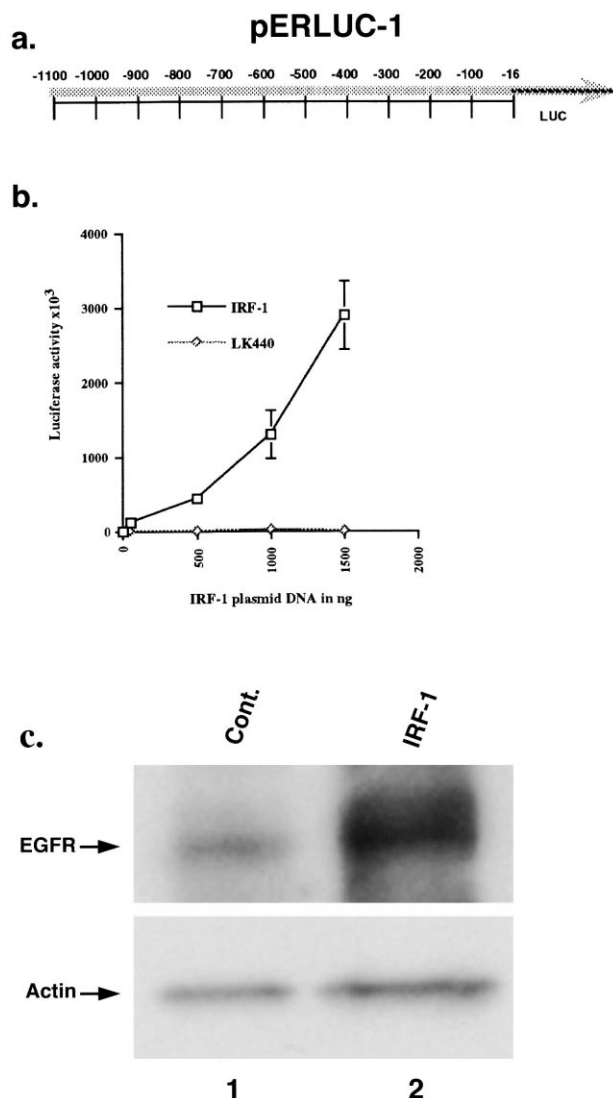 pERLUC-1
a.
-1100 -1000 -900 -800 -700 -600 -500 -400 -300 -200 -100 -16
LUC
b.
4000
3000
2000
1000
0
Luciferase activity x10³
IRF-1
LK440
0 500 1000 1500 2000
IRF-1 plasmid DNA in ng
c.
Cont. IRF-1
EGFR
Actin
1 2